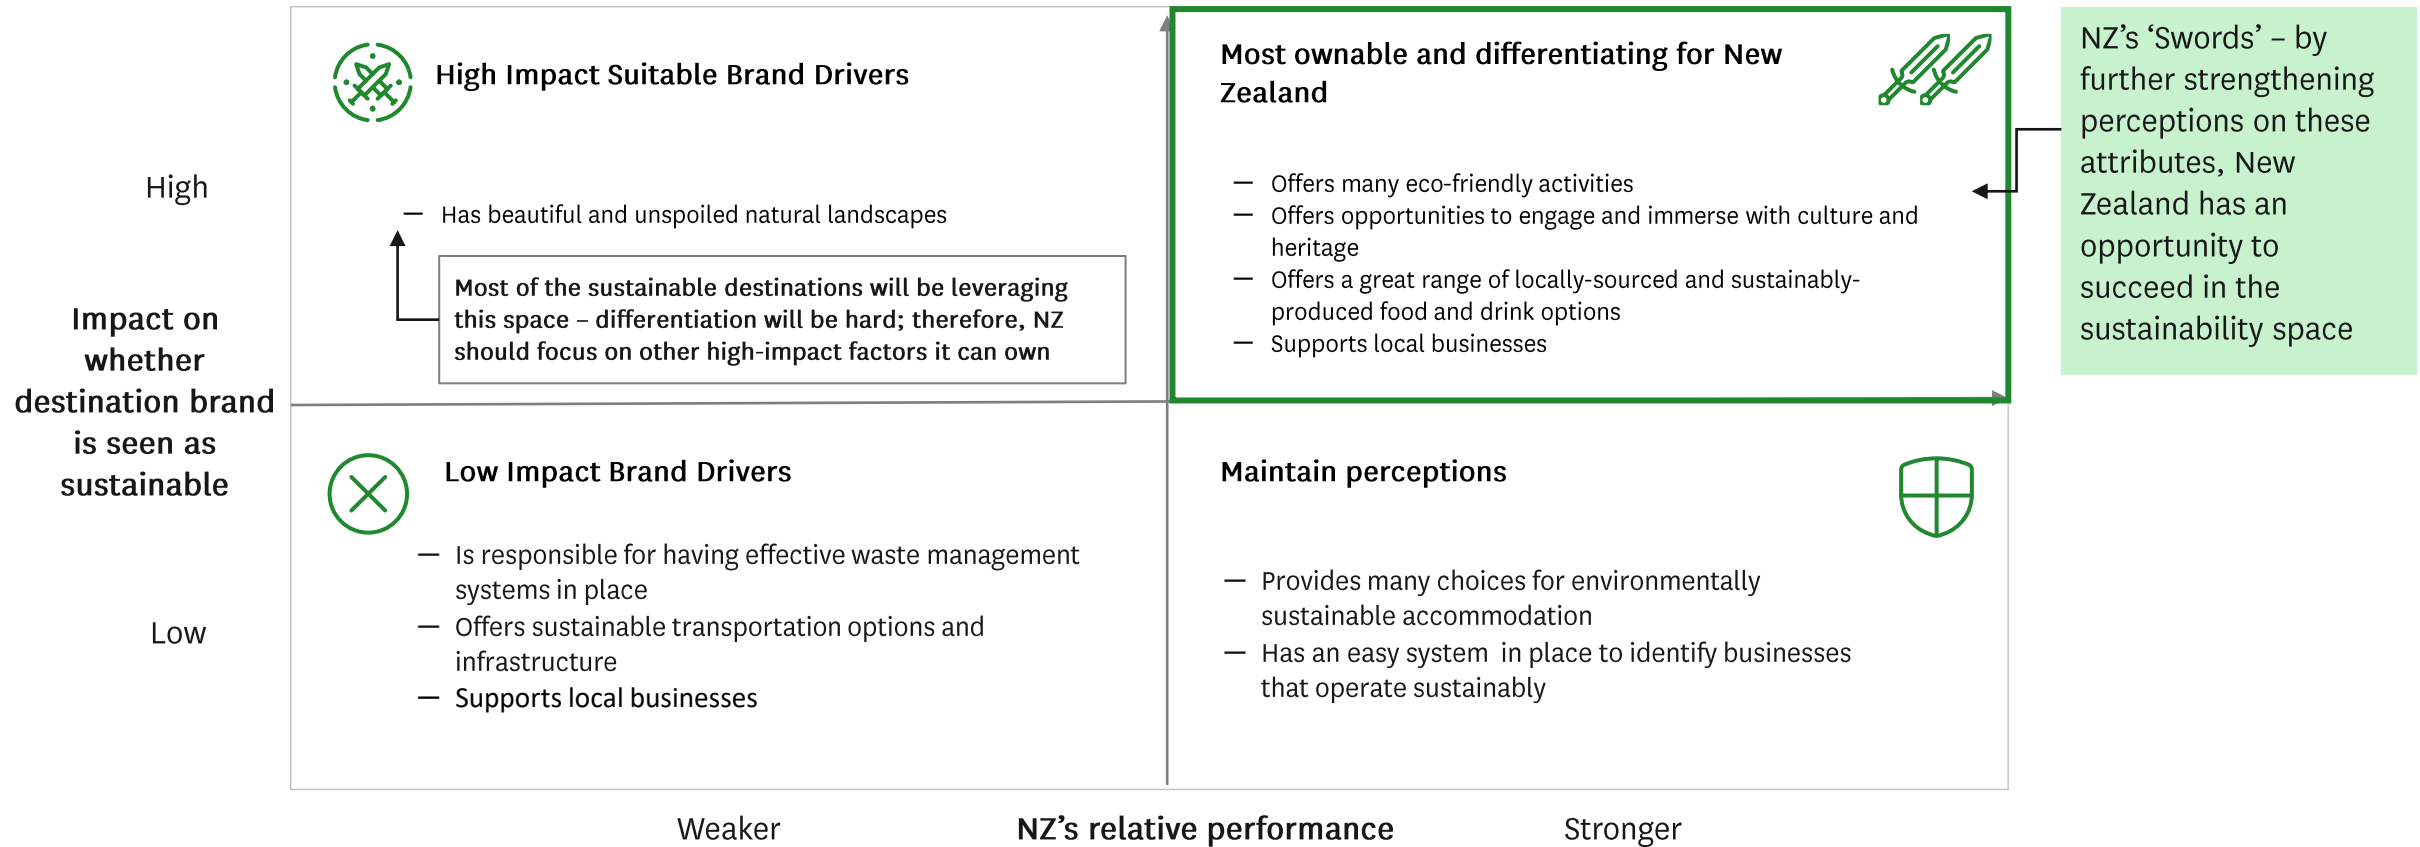 High Impact Suitable Brand Drivers
Most ownable and differentiating for New
Zealand
NZ’s ‘Swords’ – by
further strengthening
perceptions on these
attributes, New
Zealand has an
opportunity to
succeed in the
sustainability space
High
— Has beautiful and unspoiled natural landscapes
Most of the sustainable destinations will be leveraging
this space – differentiation will be hard; therefore, NZ
should focus on other high-impact factors it can own
— Offers many eco-friendly activities
— Offers opportunities to engage and immerse with culture and
heritage
— Offers a great range of locally-sourced and sustainably-
produced food and drink options
— Supports local businesses
Impact on
whether
destination brand
is seen as
sustainable
Low Impact Brand Drivers
Maintain perceptions
Low
— Is responsible for having effective waste management
systems in place
— Offers sustainable transportation options and
infrastructure
— Supports local businesses
— Provides many choices for environmentally
sustainable accommodation
— Has an easy system in place to identify businesses
that operate sustainably
Weaker
NZ’s relative performance
Stronger